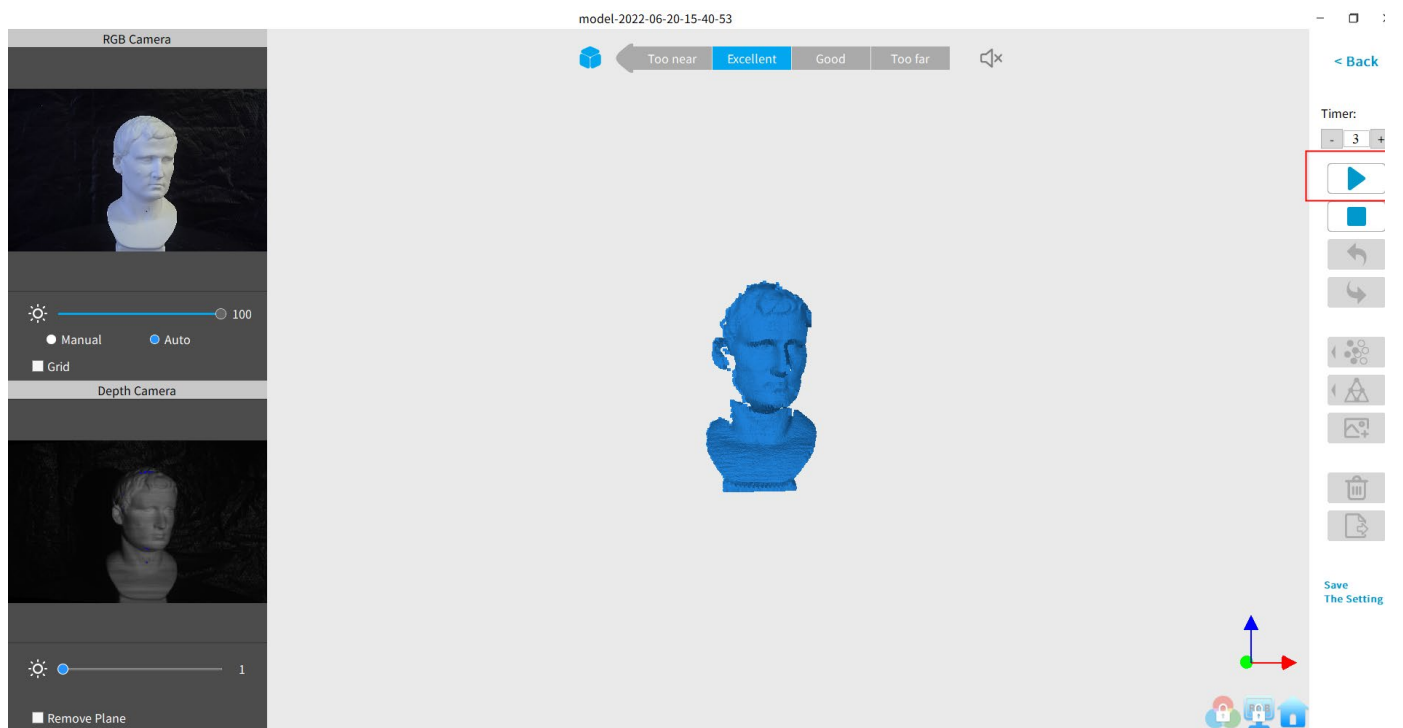 model-2022-06-20-15-40-53
RGB Camera
Too near Excellent Good Too far
< Back
Timer:
- 3 +
100
Manual Auto
Grid
Depth Camera
1
Remove Plane
Save
The Setting